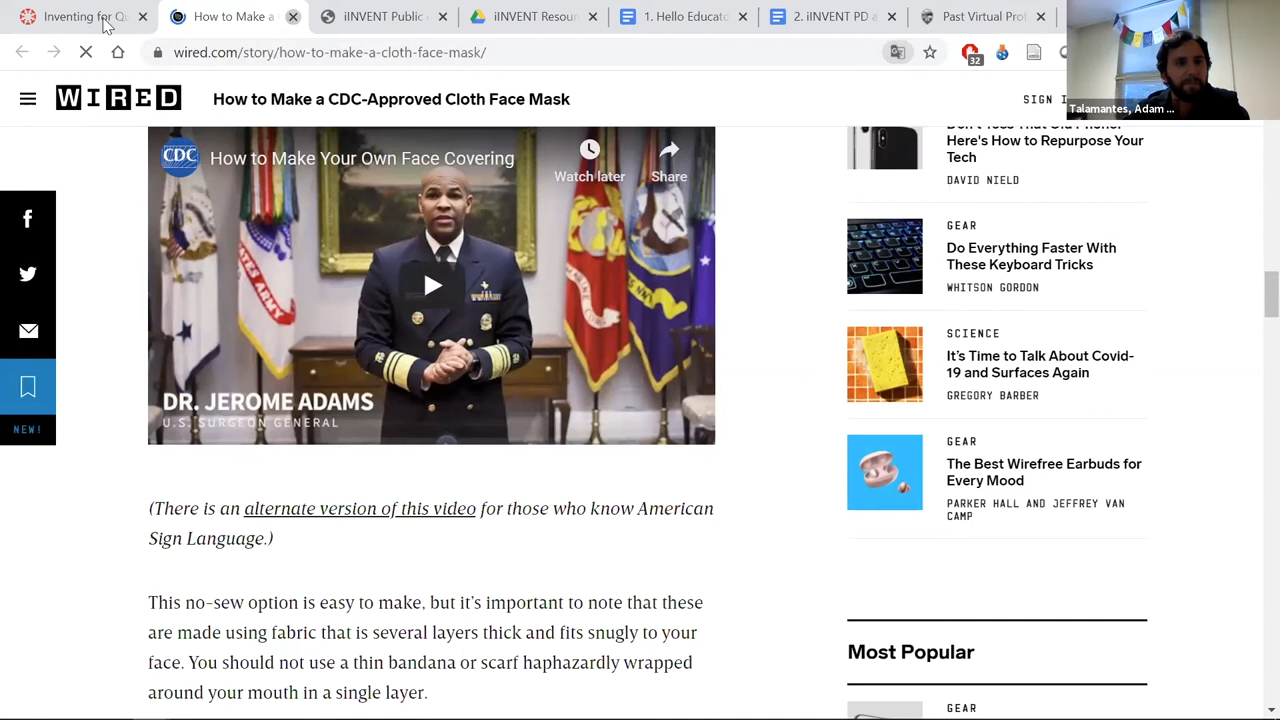 Inventing for Qu
How to Make a
iINVENT Public
iINVENT Resour
1. Hello Educato
2. iINVENT PD
Past Virtual Prof
wired.com/story/how-to-make-a-cloth-face-mask/
32
Talamantes, Adam ...
WIRED
How to Make a CDC-Approved Cloth Face Mask
SIGN I
CDC
How to Make Your Own Face Covering
Watch later
Share
DR. JEROME ADAMS
U.S. SURGEON GENERAL
NEW!
(There is an alternate version of this video for those who know American
Sign Language.)
This no-sew option is easy to make, but it's important to note that these
are made using fabric that is several layers thick and fits snugly to your
face. You should not use a thin bandana or scarf haphazardly wrapped
around your mouth in a single layer.
Don't Toss That Old Phone!
Here's How to Repurpose Your
Tech
DAVID NIELD
GEAR
Do Everything Faster With
These Keyboard Tricks
WHITSON GORDON
SCIENCE
It's Time to Talk About Covid-
19 and Surfaces Again
GREGORY BARBER
GEAR
The Best Wirefree Earbuds for
Every Mood
PARKER HALL AND JEFFREY VAN
CAMP
Most Popular
GEAR